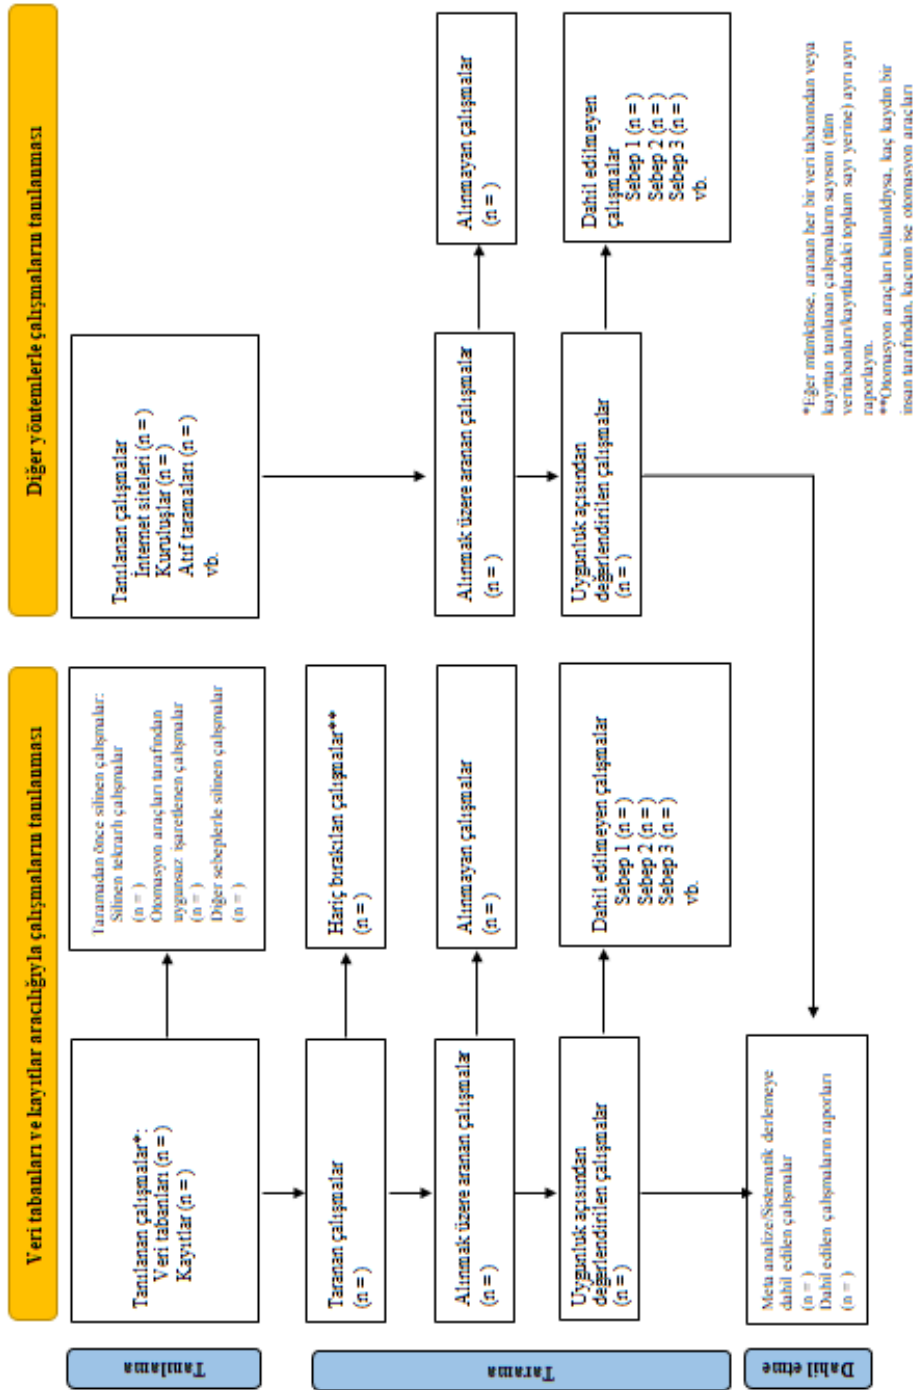 Veri tabanları ve kayıtlar aracılığıyla çalışmaların tanılanması
Diğer yöntemlerle çalışmaların tanılanması
Tanılama
Tanılanan çalışmalar*:
Veri tabanları (n = )
Kayıtlar (n = )
Taramadan önce silinen çalışmalar:
Silinen tekrarlı çalışmalar
(n = )
Otomasyon araçları tarafından
uygunsuz işaretlenen çalışmalar
(n = )
Diğer sebeplerle silinen çalışmalar
(n = )
Tanılanan çalışmalar
İnternet siteleri (n = )
Kuruluşlar (n = )
Atıf taramaları (n = )
vb.
Tarama
Taranan çalışmalar
(n = )
Hariç bırakılan çalışmalar**
(n = )
Alınmak üzere aranan çalışmalar
(n = )
Alınmayan çalışmalar
(n = )
Alınmak üzere aranan çalışmalar
(n = )
Alınmayan çalışmalar
(n = )
Uygunluk açısından
değerlendirilen çalışmalar
(n = )
Dahil edilmeyen çalışmalar
Sebep 1 (n = )
Sebep 2 (n = )
Sebep 3 (n = )
vb.
Uygunluk açısından
değerlendirilen çalışmalar
(n = )
Dahil edilmeyen
çalışmalar
Sebep 1 (n = )
Sebep 2 (n = )
Sebep 3 (n = )
vb.
Dahil etme
Meta analize/Sistematik derlemeye
dahil edilen çalışmalar
(n = )
Dahil edilen çalışmaların raporları
(n = )
*Eğer mümkünse, aranan her bir veri tabanından veya
kayıttan tanılanan çalışmaların sayısını (tüm
veritabanları/kayıtlardaki toplam sayı yerine) ayrı ayrı
raporlayın.
**Otomasyon araçları kullanıldıysa, kaç kaydın bir
insan tarafından, kaçının ise otomasyon araçları